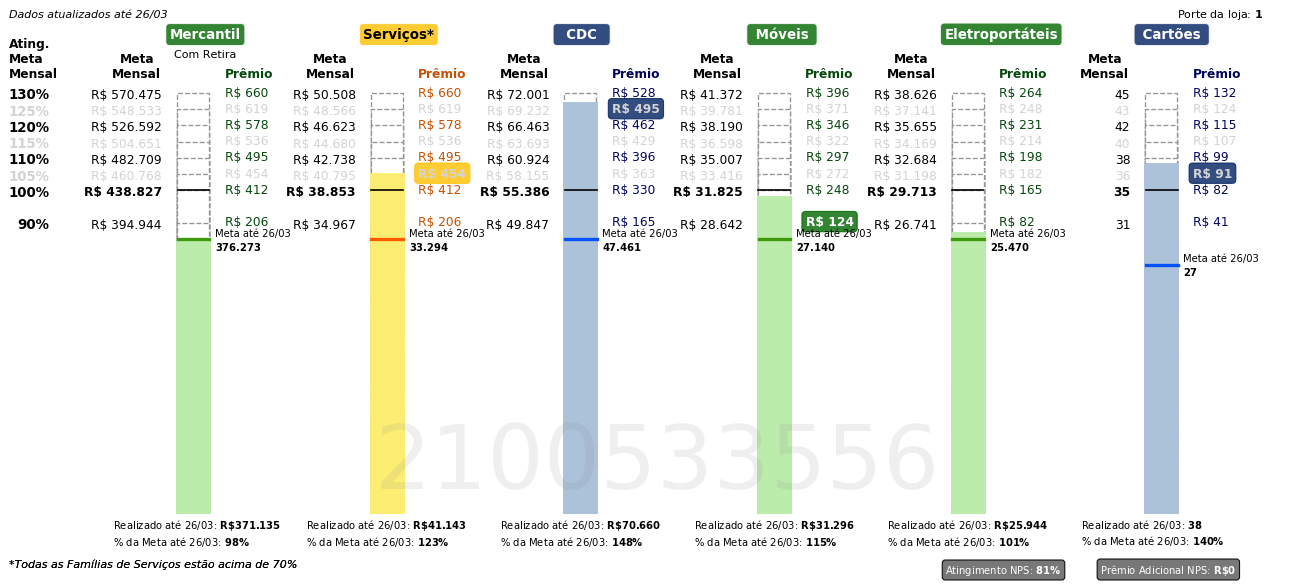 Dados atualizados até 26/03
Porte da loja: 1
Mercantil Serviços* CDC Móveis Eletroportáteis Cartões
Ating.
Meta
Mensal
Com Retira
Meta Mensal Prêmio Meta Mensal Prêmio Meta Mensal Prêmio Meta Mensal Prêmio Meta Mensal Prêmio Meta Mensal Prêmio
130% R$ 570.475 R$ 660 R$ 50.508 R$ 660 R$ 72.001 R$ 528 R$ 41.372 R$ 396 R$ 38.626 R$ 264 45 R$ 132
125% R$ 548.533 R$ 619 R$ 48.566 R$ 619 R$ 69.232 R$ 495 R$ 39.781 R$ 371 R$ 37.141 R$ 248 43 R$ 124
120% R$ 526.592 R$ 578 R$ 46.623 R$ 578 R$ 66.463 R$ 462 R$ 38.190 R$ 346 R$ 35.655 R$ 231 42 R$ 115
115% R$ 504.651 R$ 536 R$ 44.680 R$ 536 R$ 63.693 R$ 429 R$ 36.598 R$ 322 R$ 34.169 R$ 214 40 R$ 107
110% R$ 482.709 R$ 495 R$ 42.738 R$ 495 R$ 60.924 R$ 396 R$ 35.007 R$ 297 R$ 32.684 R$ 198 38 R$ 99
105% R$ 460.768 R$ 454 R$ 40.795 R$ 454 R$ 58.155 R$ 363 R$ 33.416 R$ 272 R$ 31.198 R$ 182 36 R$ 91
100% R$ 438.827 R$ 412 R$ 38.853 R$ 412 R$ 55.386 R$ 330 R$ 31.825 R$ 248 R$ 29.713 R$ 165 35 R$ 82
90% R$ 394.944 R$ 206 R$ 34.967 R$ 206 R$ 49.847 R$ 165 R$ 28.642 R$ 124 R$ 26.741 R$ 82 31 R$ 41
Meta até 26/03 Meta até 26/03 Meta até 26/03 Meta até 26/03 Meta até 26/03
376.273 33.294 47.461 27.140 25.470
Meta até 26/03
27
2100533556
Realizado até 26/03: R$371.135 Realizado até 26/03: R$41.143 Realizado até 26/03: R$70.660 Realizado até 26/03: R$31.296 Realizado até 26/03: R$25.944 Realizado até 26/03: 38
% da Meta até 26/03: 98% % da Meta até 26/03: 123% % da Meta até 26/03: 148% % da Meta até 26/03: 115% % da Meta até 26/03: 101% % da Meta até 26/03: 140%
*Todas as Famílias de Serviços estão acima de 70%
Atingimento NPS: 81% Prêmio Adicional NPS: R$0